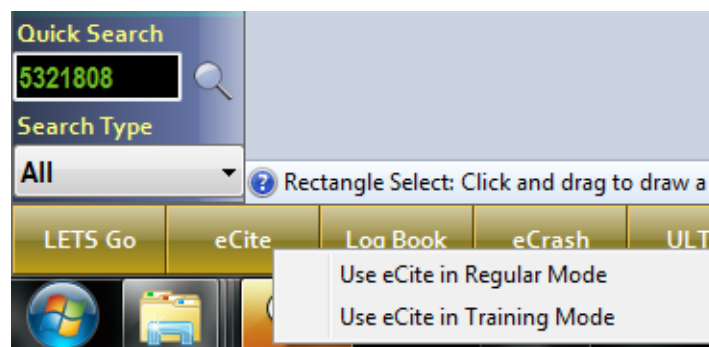 Quick Search
5321808
Search Type
All
Rectangle Select: Click and drag to draw a
LETS Go eCite Log Book eCrash ULT
Use eCite in Regular Mode
Use eCite in Training Mode